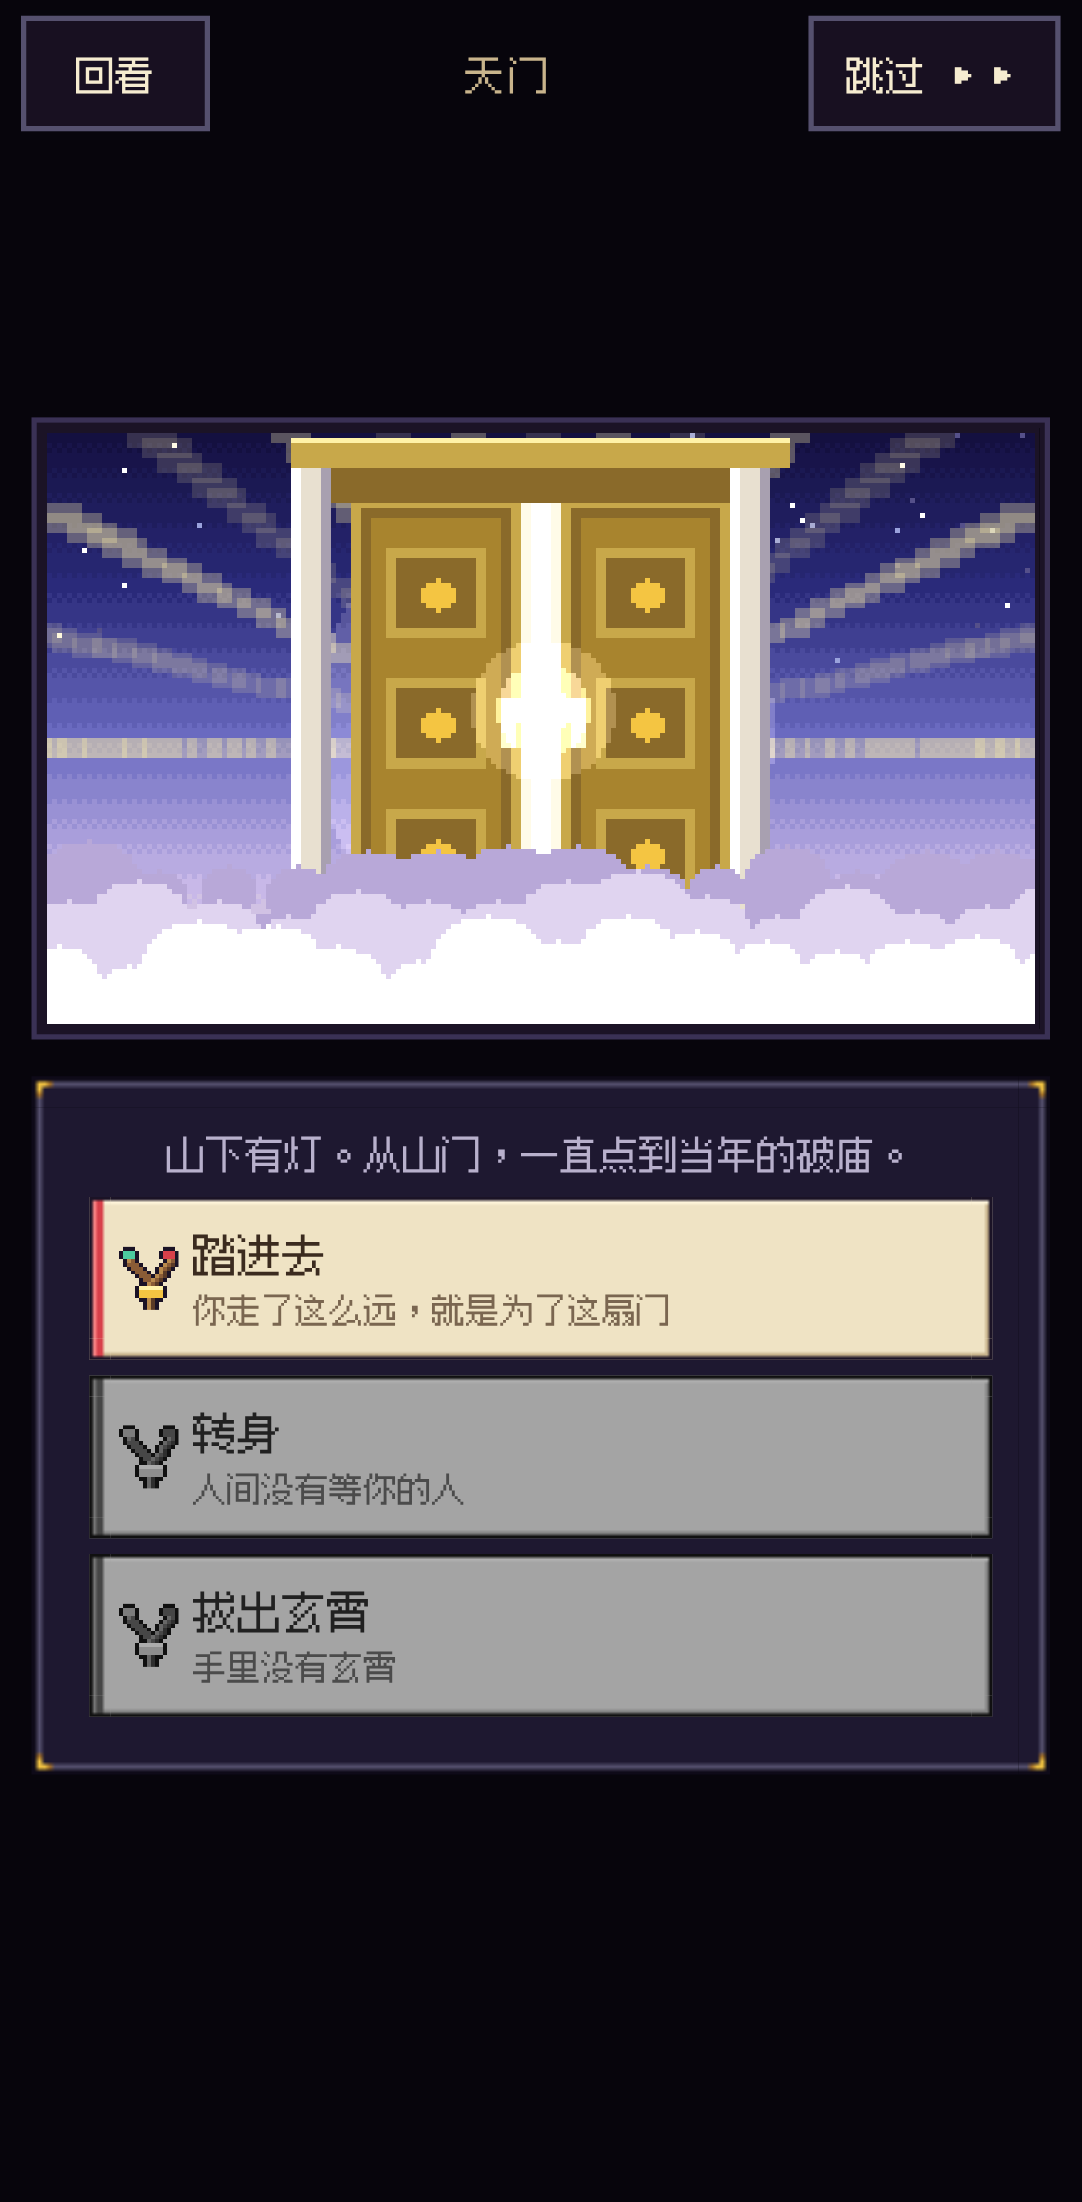 回看
天门
跳过 ▶ ▶
山下有灯。从山门，一直点到当年的破庙。
踏进去
你走了这么远，就是为了这扇门
转身
人间没有等你的人
拔出玄霄
手里没有玄霄